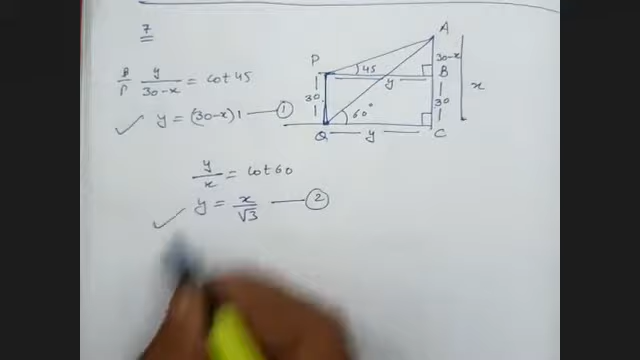 7
B/P y/30-x = cot 45
y = (30-x) 1 —— ①
y/x = cot 60
y = x/√3 —— ②
A
P
45
30-x
B
y
x
30
30
60°
Q
y
C